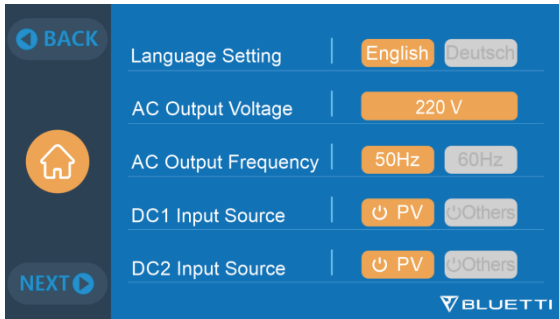 BACK
Language Setting English Deutsch
AC Output Voltage 220 V
AC Output Frequency 50Hz 60Hz
DC1 Input Source PV Others
DC2 Input Source PV Others
NEXT
BLUETTI